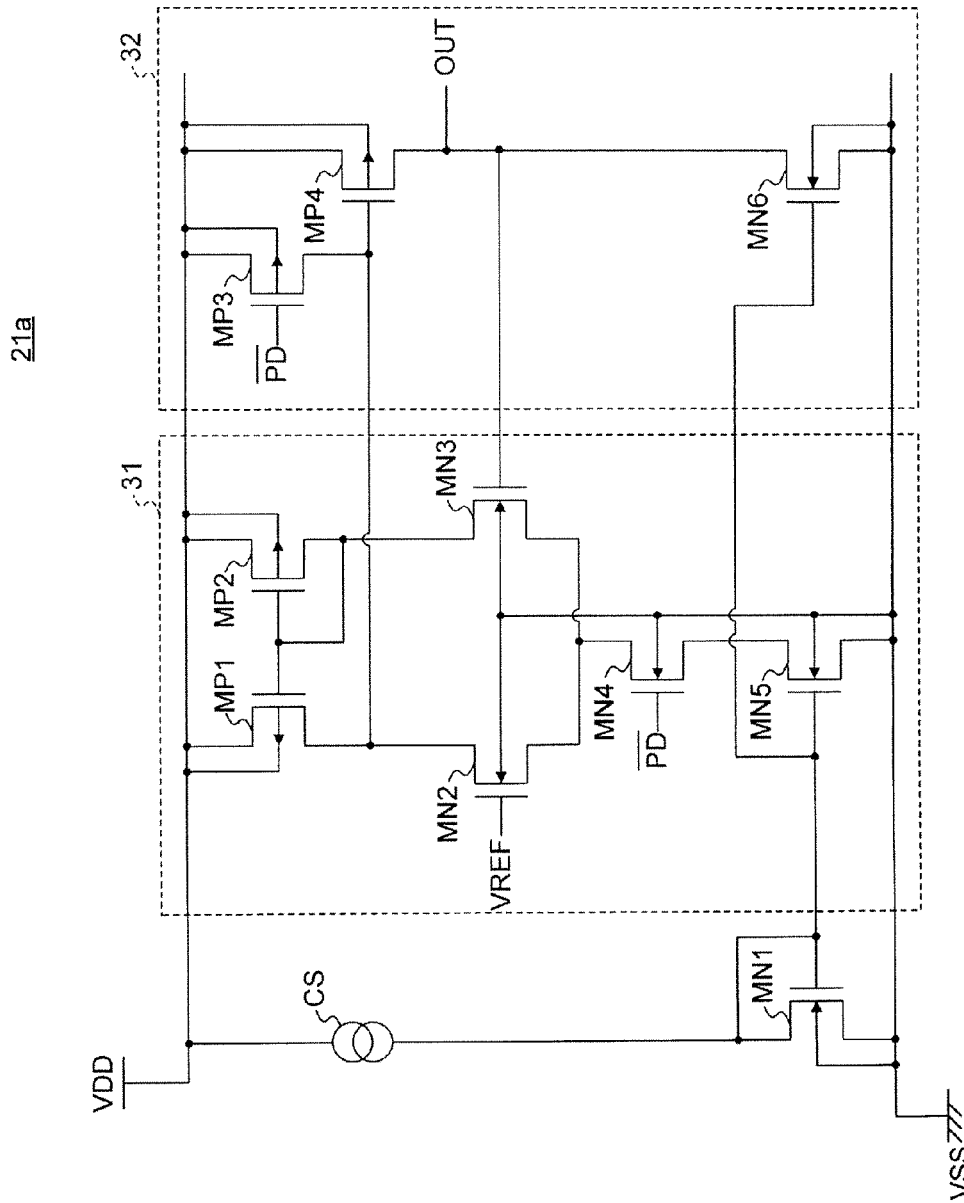 21a
31
32
VDD
CS
MP1
MP2
MP3
MP4
PD
OUT
MN2
MN3
VREF
MN4
PD
MN1
MN5
MN6
VSS